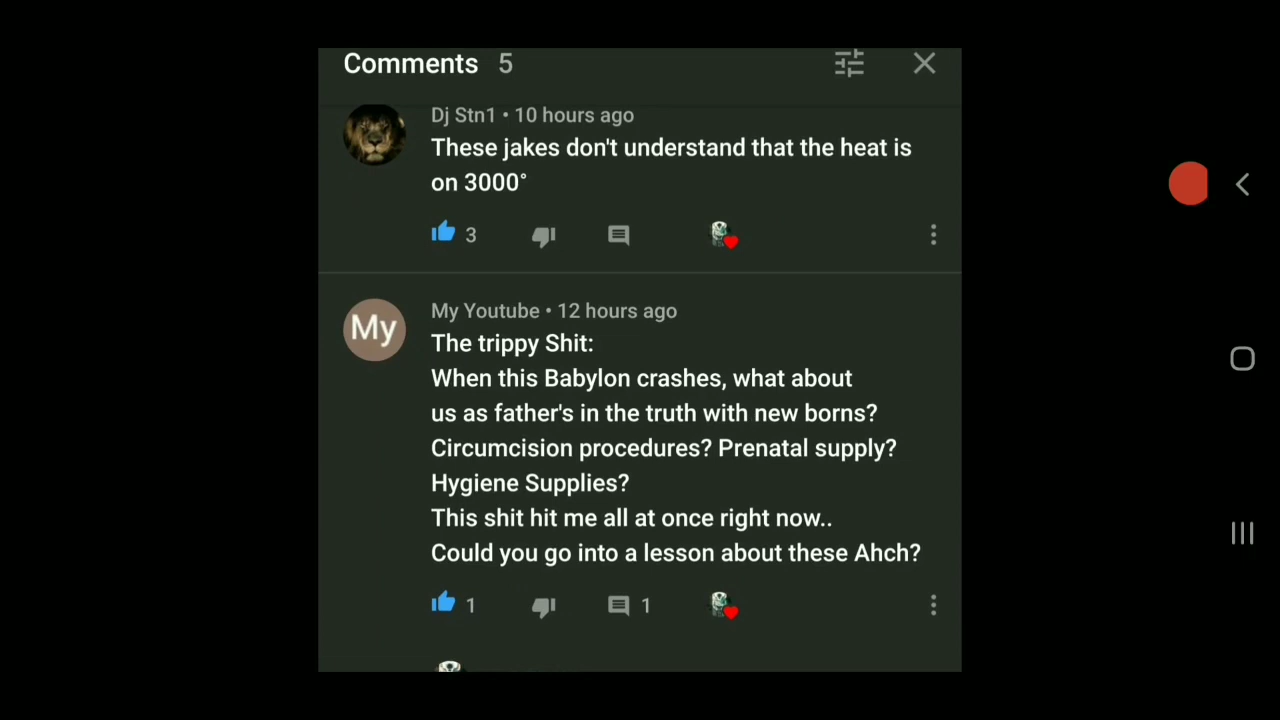 Comments 5
Dj Stn1 • 10 hours ago
These jakes don't understand that the heat is
on 3000°
3
My Youtube • 12 hours ago
My
The trippy Shit:
When this Babylon crashes, what about
us as father's in the truth with new borns?
Circumcision procedures? Prenatal supply?
Hygiene Supplies?
This shit hit me all at once right now..
Could you go into a lesson about these Ahch?
1 1